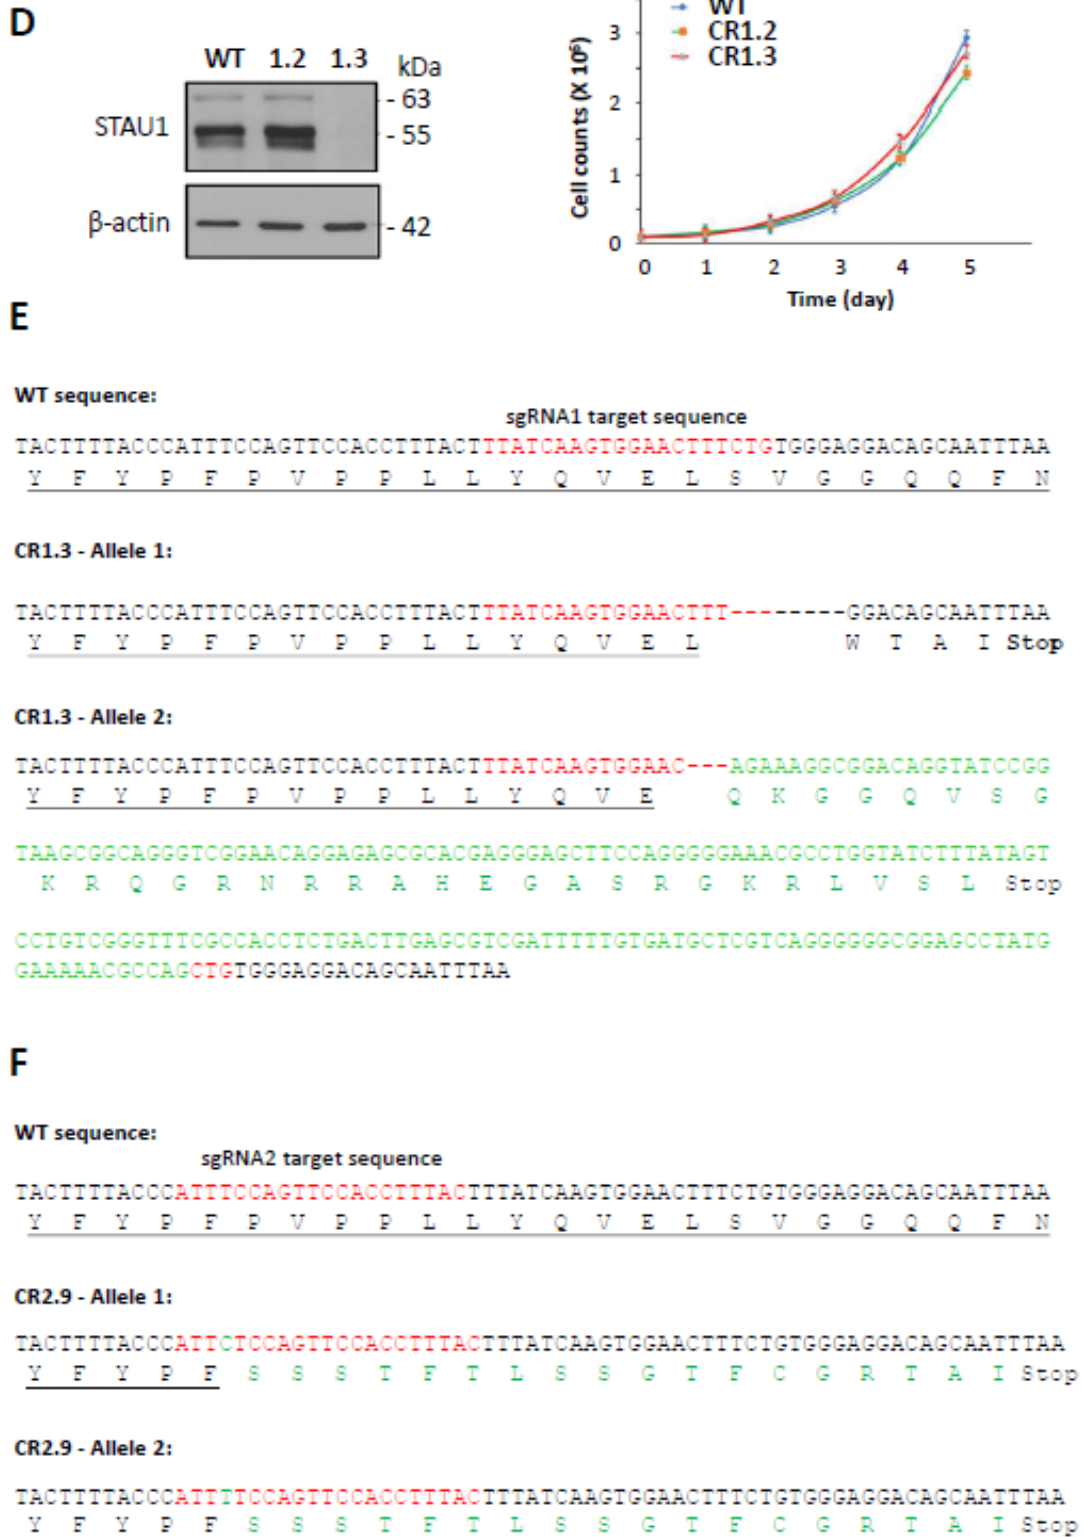 D
WT 1.2 1.3 kDa
STAU1
- 63
- 55
β-actin
- 42
Cell counts (X 10⁶)
3
2
1
0
WT
CR1.2
CR1.3
0 1 2 3 4 5
Time (day)
E
WT sequence:
sgRNA1 target sequence
TACTTTTACCCATTTCCAGTTCCACCTTTACTTTATCAAGTGGAACTTTCTGTGGGAGGACAGCAATTTAA
Y F Y P F P V P P L L Y Q V E L S V G G Q Q F N
CR1.3 - Allele 1:
TACTTTTACCCATTTCCAGTTCCACCTTTACTTTATCAAGTGGAACTTT--------GGACAGCAATTTAA
Y F Y P F P V P P L L Y Q V E L W T A I Stop
CR1.3 - Allele 2:
TACTTTTACCCATTTCCAGTTCCACCTTTACTTTATCAAGTGGAAC---AGAAAGGCGGACAGGTATCCGG
Y F Y P F P V P P L L Y Q V E Q K G G Q V S G
TAAGCGGCAGGGTCGGAACAGGAGAGCGCACGAGGGAGCTTCCAGGGGGAAACGCCTGGTATCTTTATAGT
K R Q G R N R R A H E G A S R G K R L V S L Stop
CCTGTCGGGTTTCGCCACCTCTGACTTGAGCGTCGATTTTTGTGATGCTCGTCAGGGGGGCGGAGCCTATG
GAAAAACGCCAGCTGTGGGAGGACAGCAATTTAA
F
WT sequence:
sgRNA2 target sequence
TACTTTTACCCATTTCCAGTTCCACCTTTACTTTATCAAGTGGAACTTTCTGTGGGAGGACAGCAATTTAA
Y F Y P F P V P P L L Y Q V E L S V G G Q Q F N
CR2.9 - Allele 1:
TACTTTTACCCATTCTCCAGTTCCACCTTTACTTTATCAAGTGGAACTTTCTGTGGGAGGACAGCAATTTAA
Y F Y P F S S S T F T L S S G T F C G R T A I Stop
CR2.9 - Allele 2:
TACTTTTACCCATTTTCCAGTTCCACCTTTACTTTATCAAGTGGAACTTTCTGTGGGAGGACAGCAATTTAA
Y F Y P F S S S T F T L S S G T F C G R T A I Stop